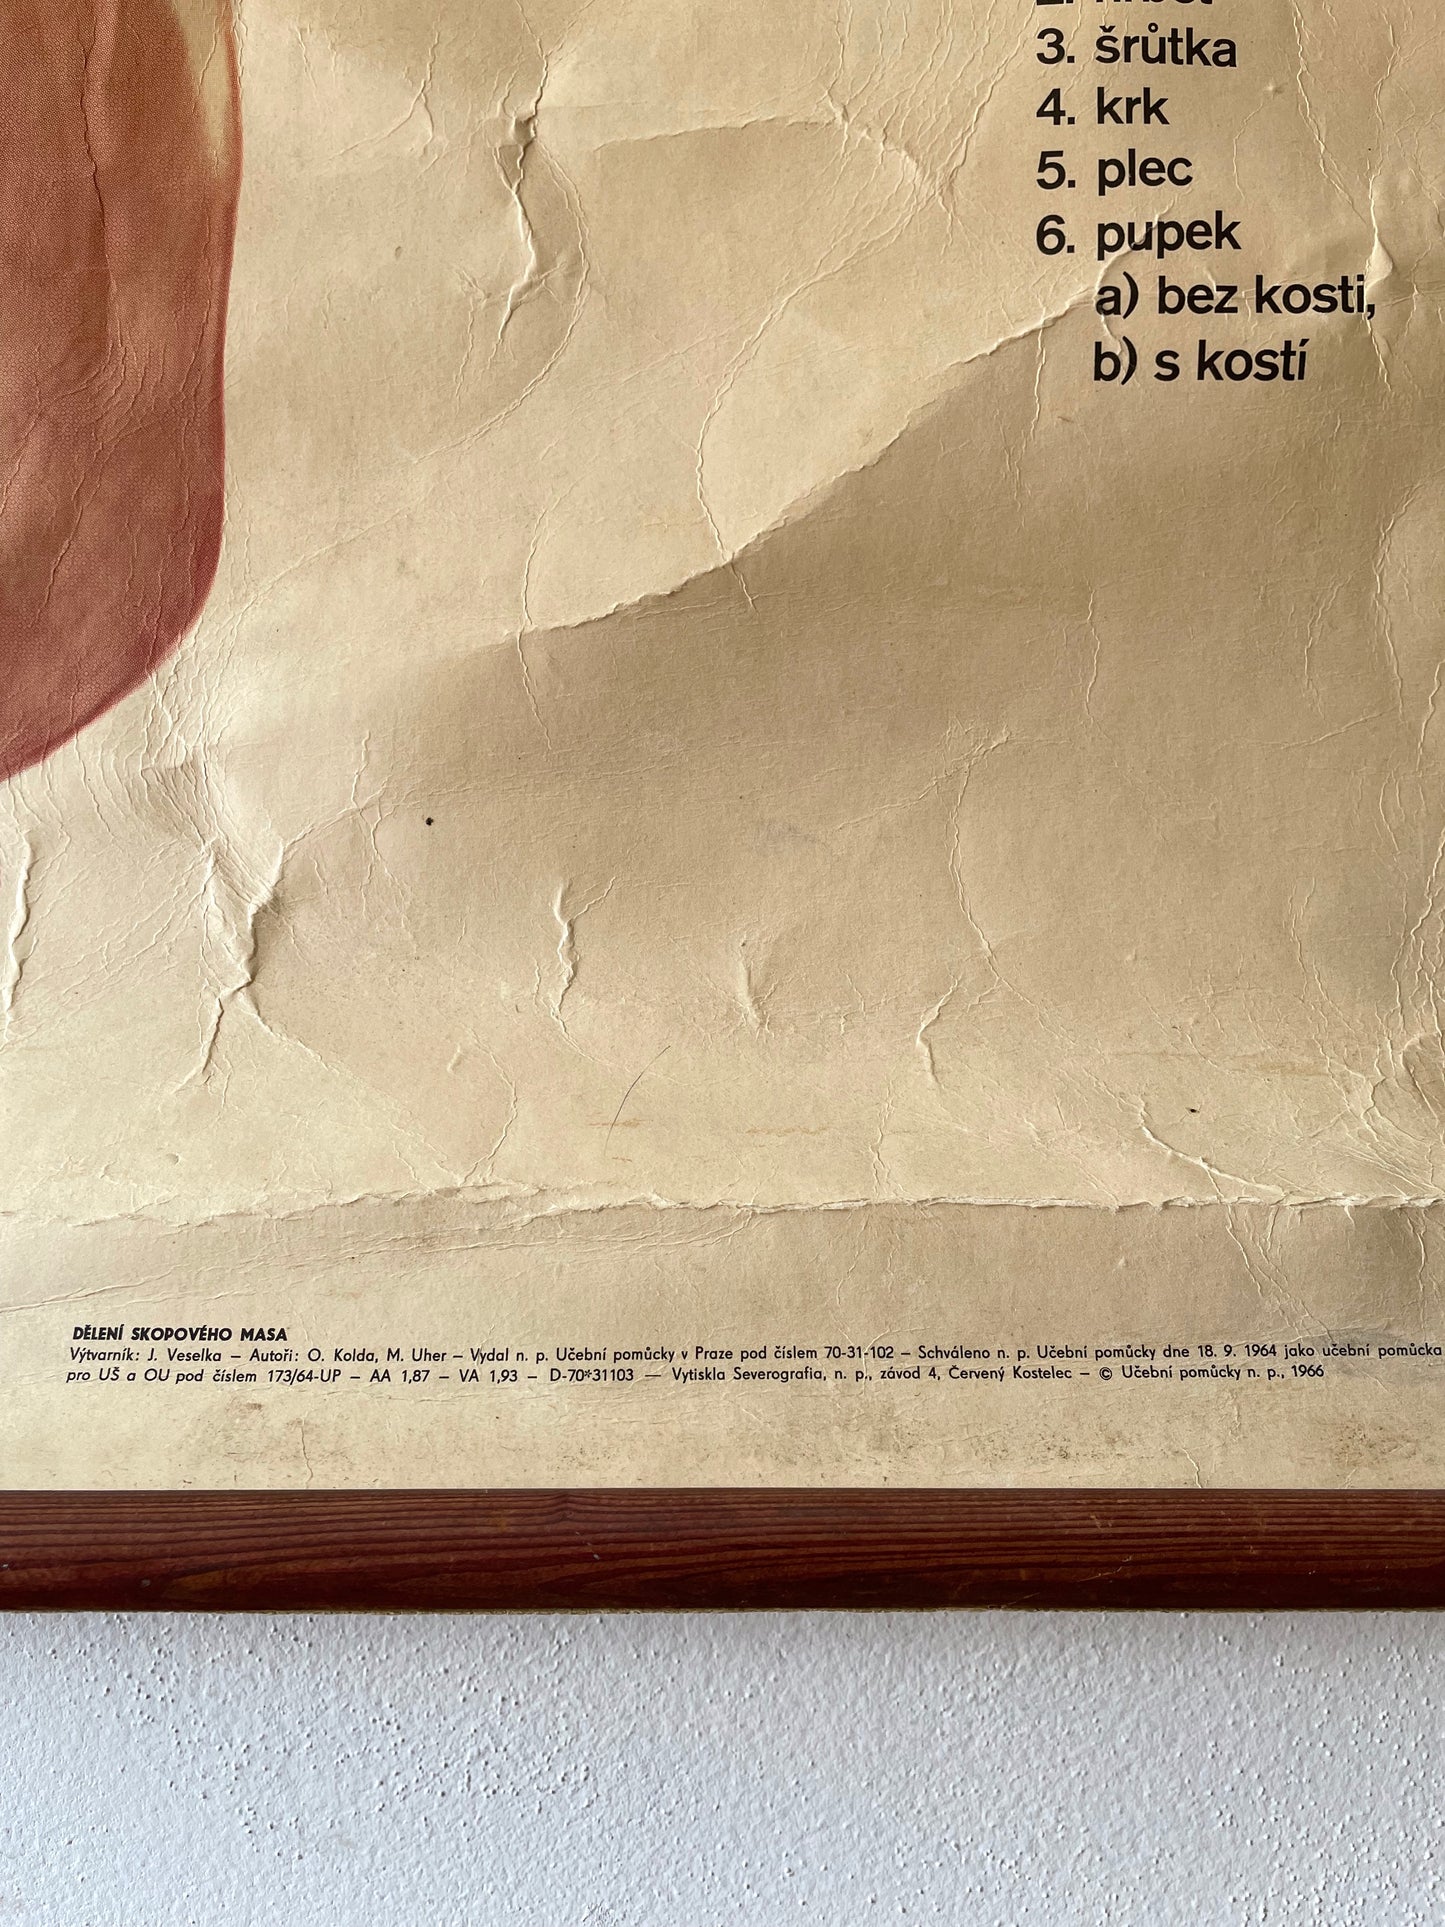 3. šrůtka
4. krk
5. plec
6. pupek
a) bez kosti,
b) s kostí
DĚLENÍ SKOPOVÉHO MASA
Výtvarník: J. Veselka – Autoři: O. Kolda, M. Uher – Vydal n. p. Učební pomůcky v Praze pod číslem 70-31-102 – Schváleno n. p. Učební pomůcky dne 18. 9. 1964 jako učební pomůcka
pro UŠ a OU pod číslem 173/64-UP – AA 1,87 – VA 1,93 – D-70*31103 — Vytiskla Severografia, n. p., závod 4, Červený Kostelec – © Učební pomůcky n. p., 1966